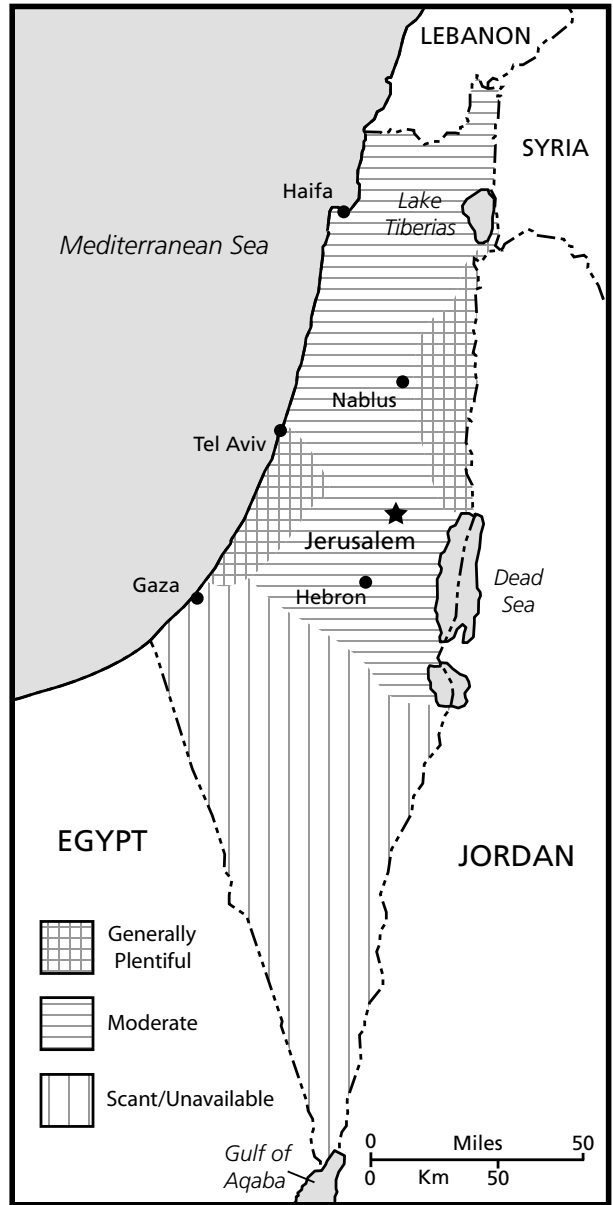 LEBANON
SYRIA
Haifa
Lake
Tiberias
Mediterranean Sea
Nablus
Tel Aviv
Jerusalem
Gaza
Hebron
Dead
Sea
EGYPT
JORDAN
Generally
Plentiful
Moderate
Scant/Unavailable
Gulf of
Aqaba
0 Miles 50
0 Km 50